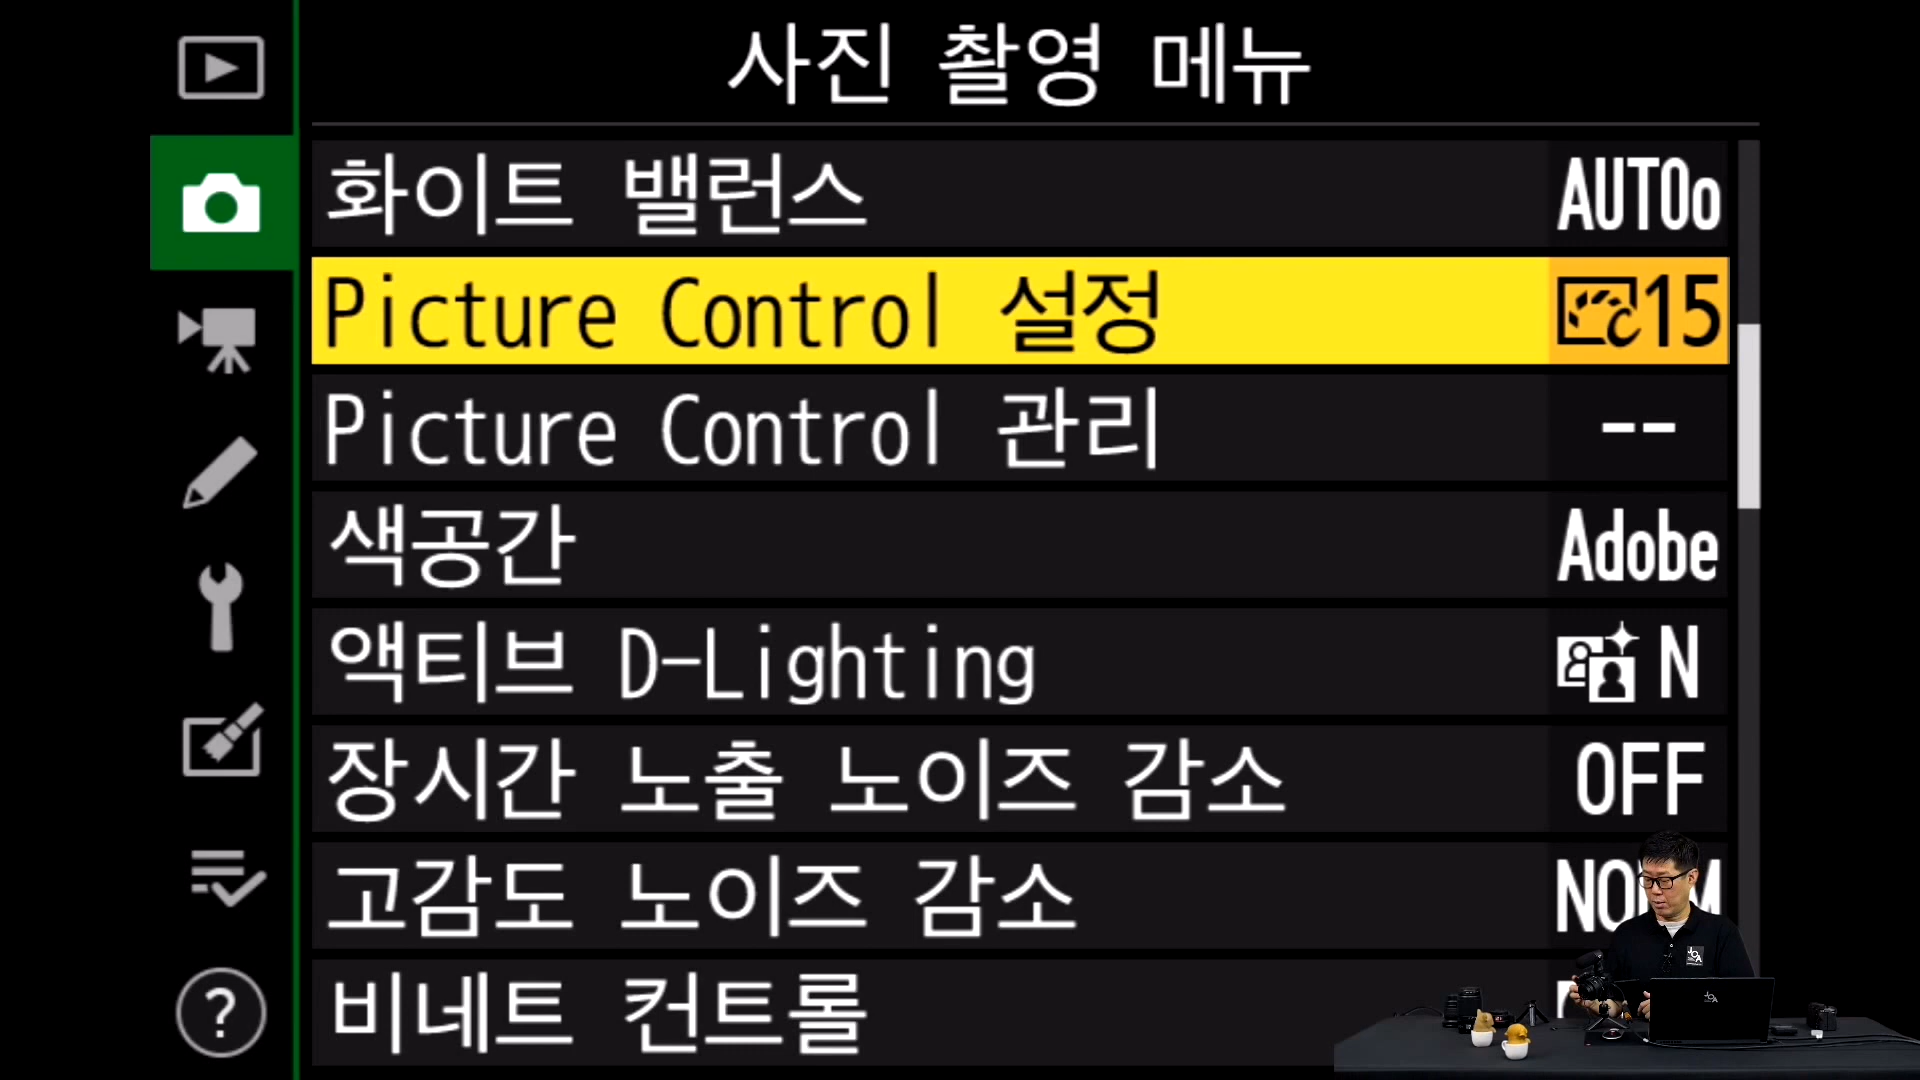 사진 촬영 메뉴
화이트 밸런스 AUTO0
Picture Control 설정 C15
Picture Control 관리 --
색공간 Adobe
액티브 D-Lighting N
장시간 노출 노이즈 감소 OFF
고감도 노이즈 감소
비네트 컨트롤
?